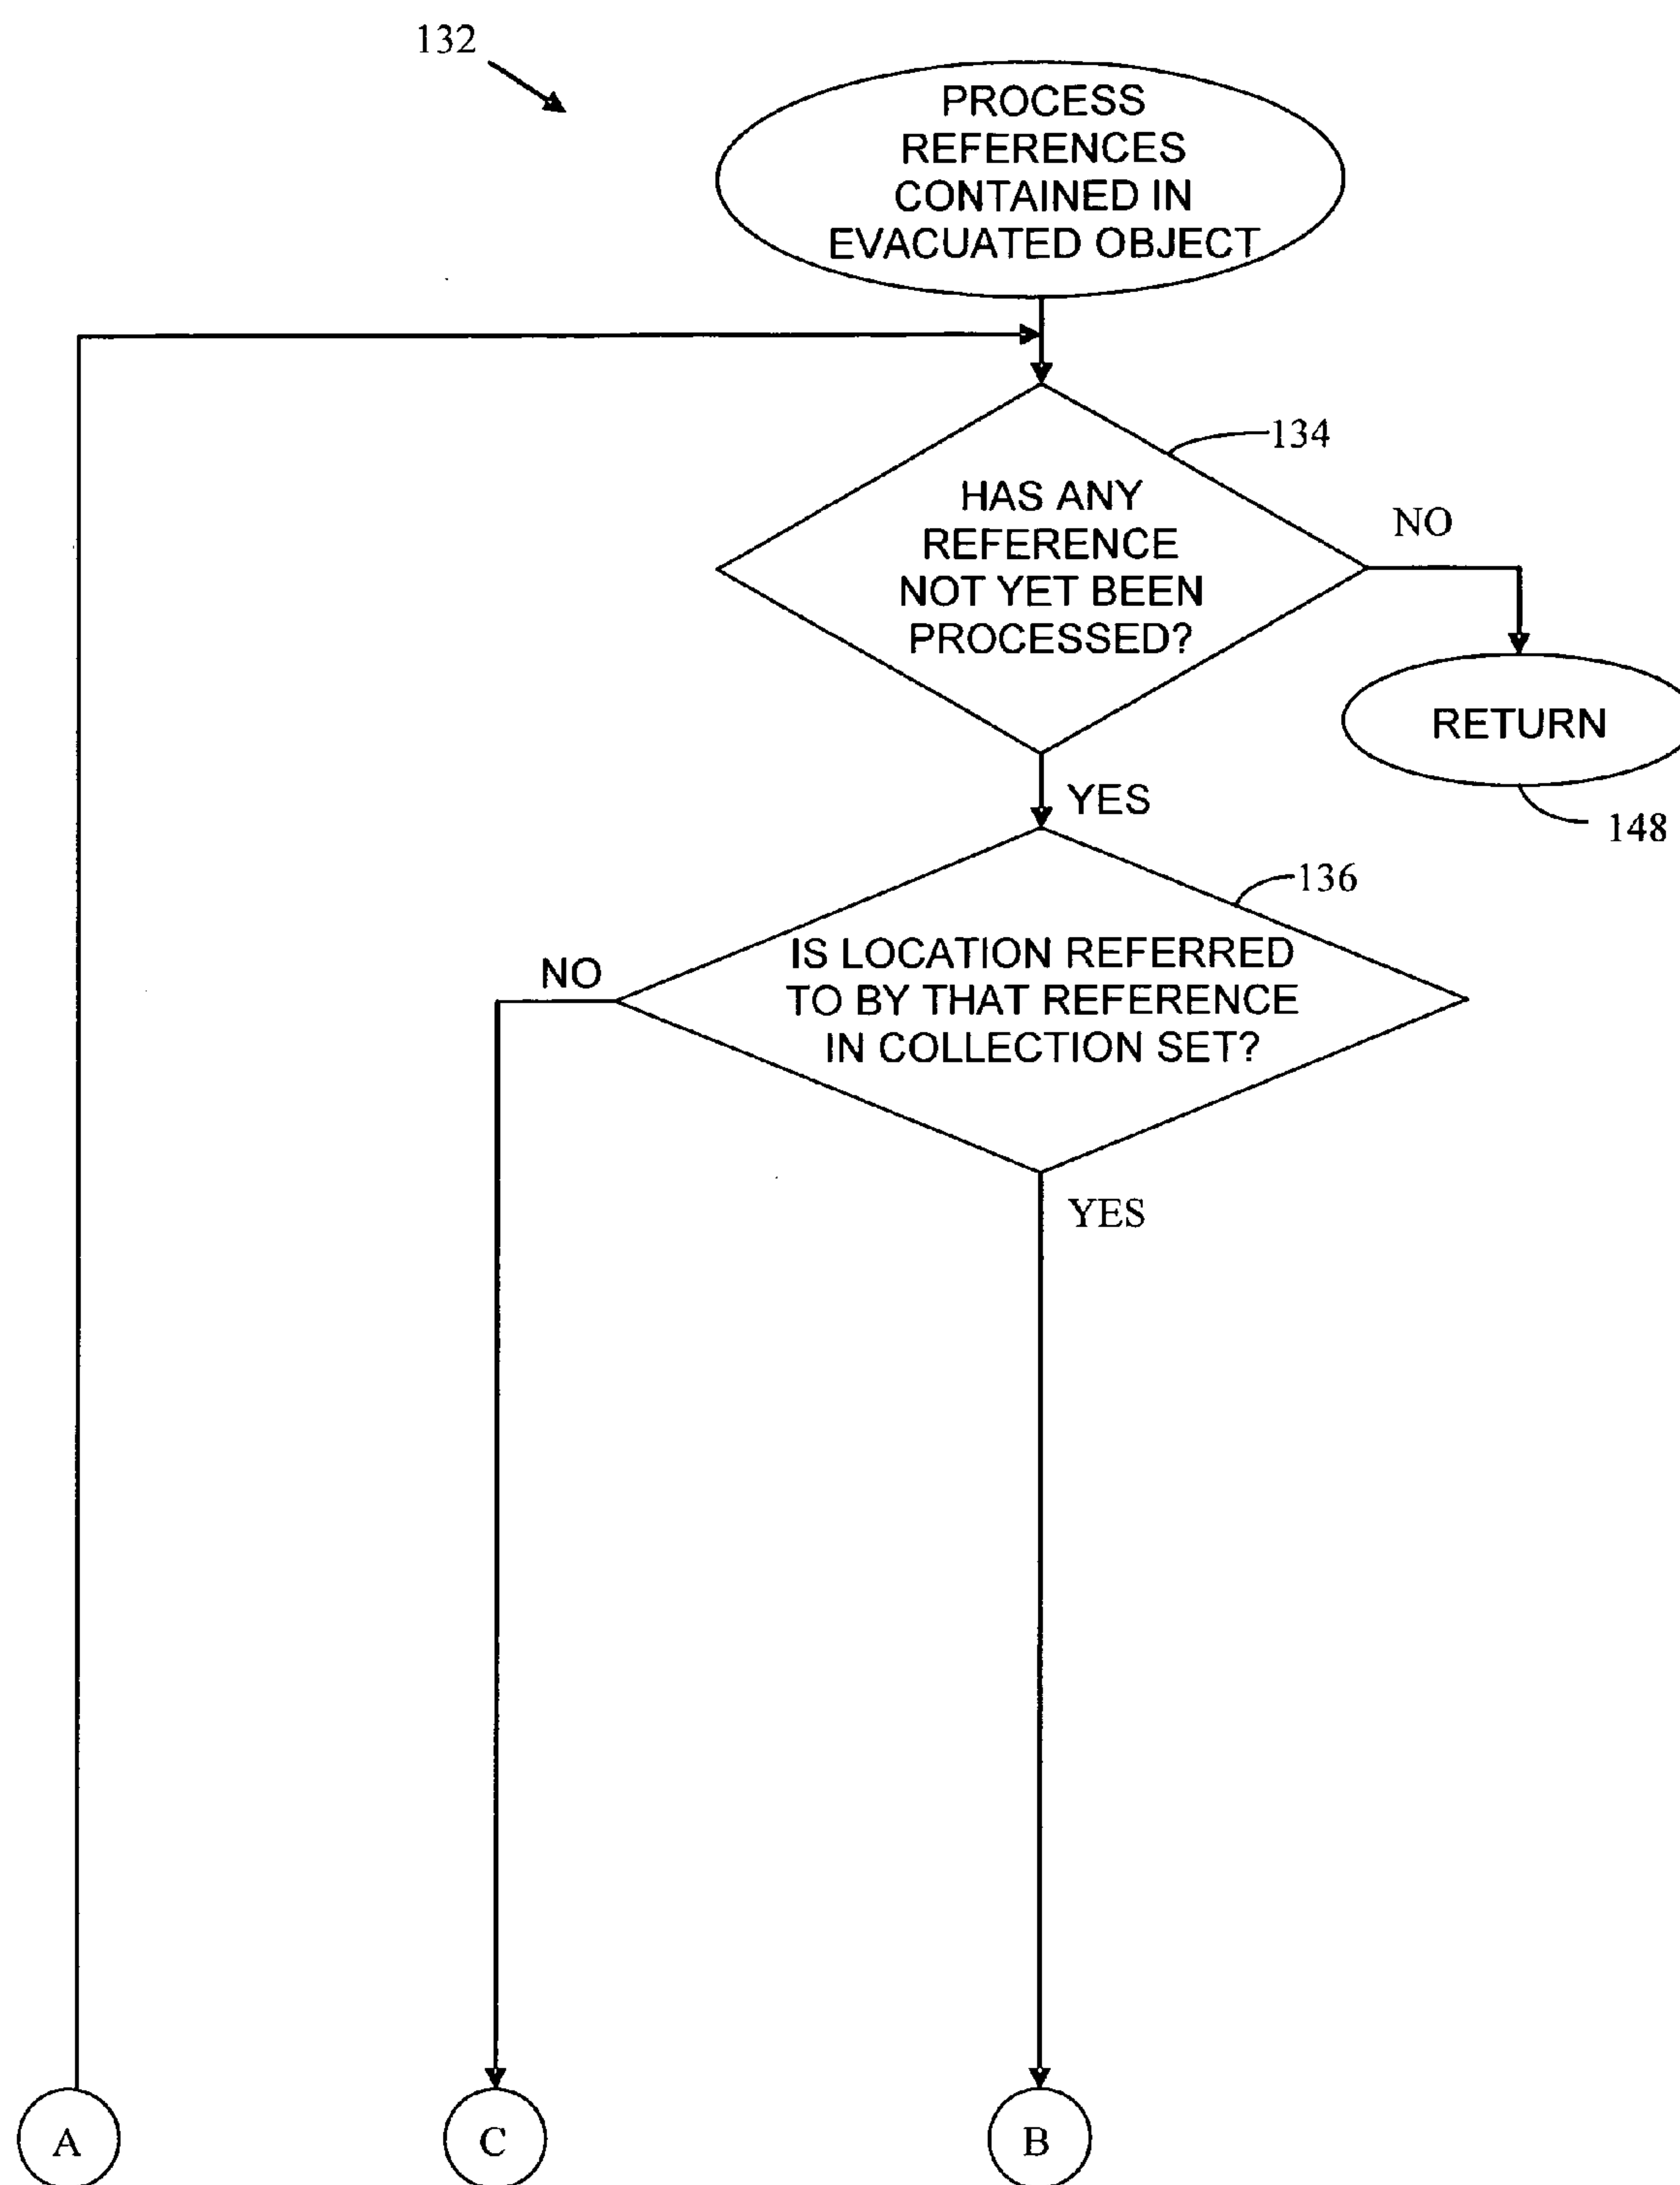 132
PROCESS
REFERENCES
CONTAINED IN
EVACUATED OBJECT
134
HAS ANY
REFERENCE
NOT YET BEEN
PROCESSED?
NO
RETURN
148
YES
136
IS LOCATION REFERRED
TO BY THAT REFERENCE
IN COLLECTION SET?
NO
YES
A
C
B